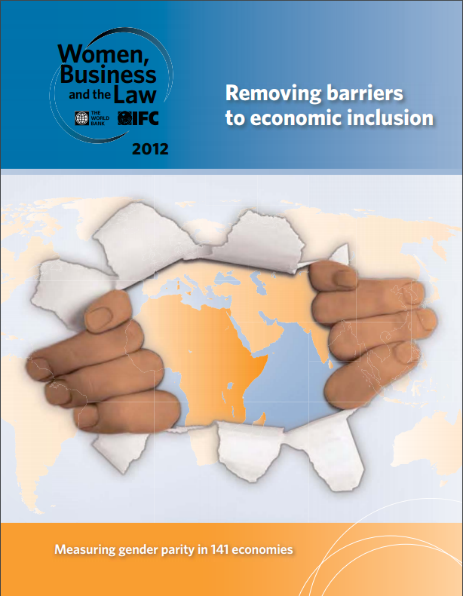 Women,
Business
and the Law
THE
WORLD
BANK
IFC
2012
Removing barriers
to economic inclusion
Measuring gender parity in 141 economies